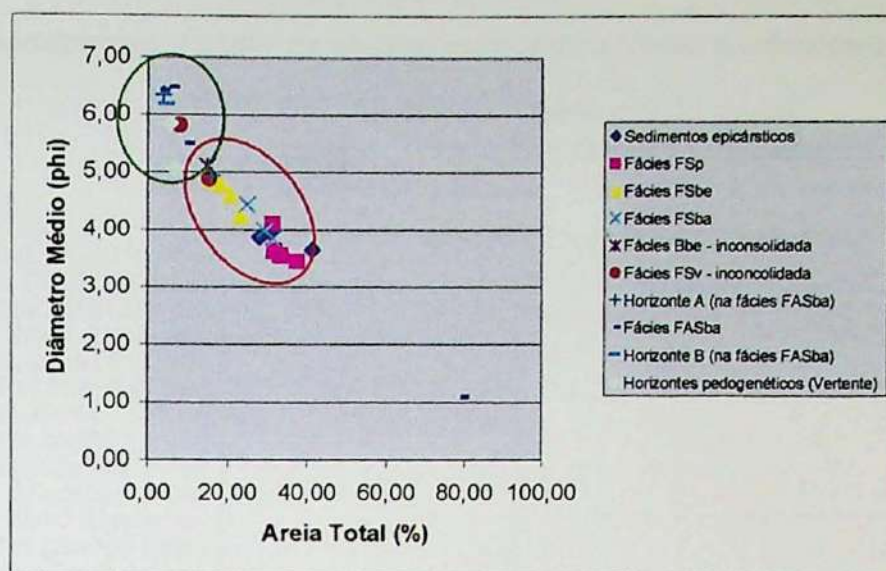 7,00
6,00
5,00
4,00
3,00
2,00
1,00
0,00
Diâmetro Médio (phi)
0,00 20,00 40,00 60,00 80,00 100,00
Areia Total (%)
Sedimentos epicársticos
Fácies FSp
Fácies FSbe
Fácies FSba
Fácies Bbe - inconsolidada
Fácies FSv - inconcolidada
Horizonte A (na fácies FASba)
Fácies FASba
Horizonte B (na fácies FASba)
Horizontes pedogenéticos (Vertente)